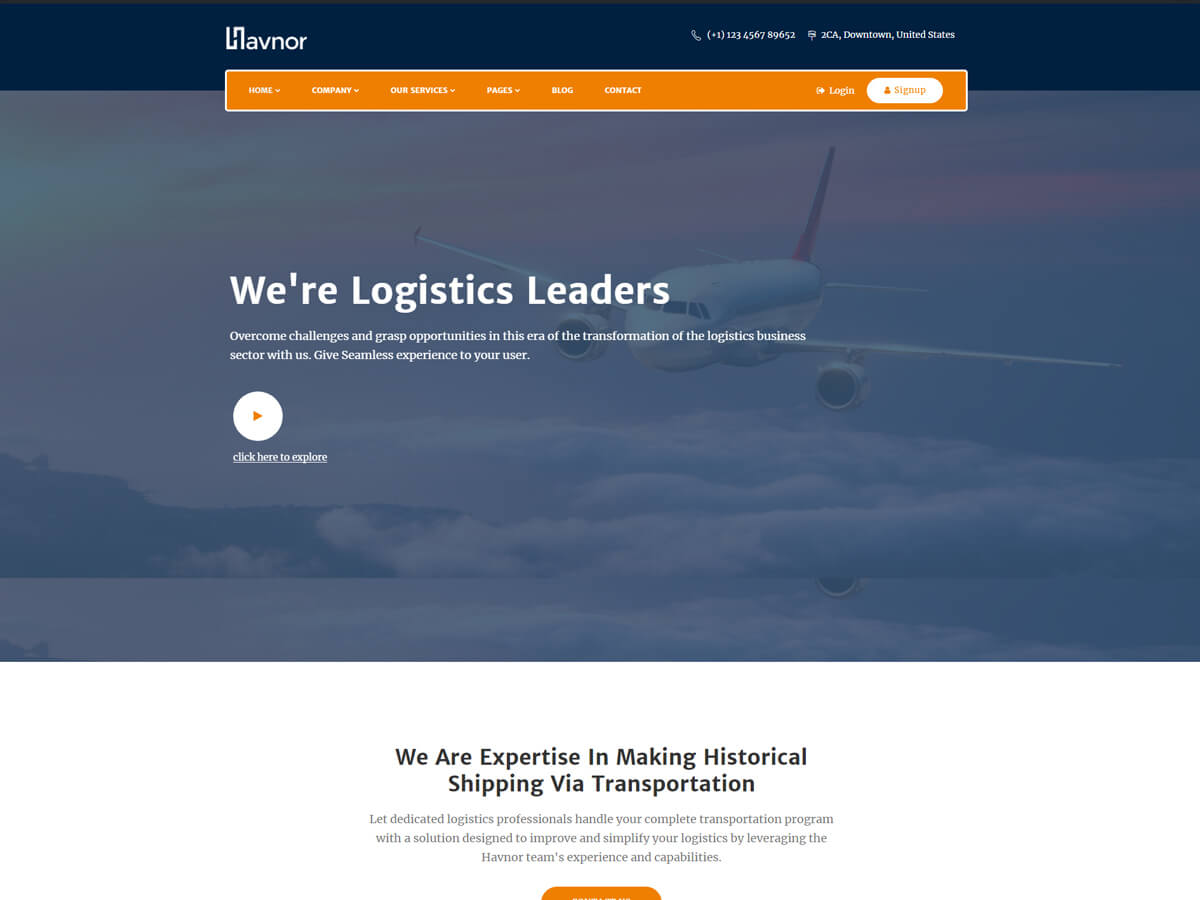 Havnor
(+1) 123 4567 89652 2CA, Downtown, United States
HOME COMPANY OUR SERVICES PAGES BLOG CONTACT Login Signup
We're Logistics Leaders
Overcome challenges and grasp opportunities in this era of the transformation of the logistics business
sector with us. Give Seamless experience to your user.
click here to explore
We Are Expertise In Making Historical
Shipping Via Transportation
Let dedicated logistics professionals handle your complete transportation program
with a solution designed to improve and simplify your logistics by leveraging the
Havnor team's experience and capabilities.